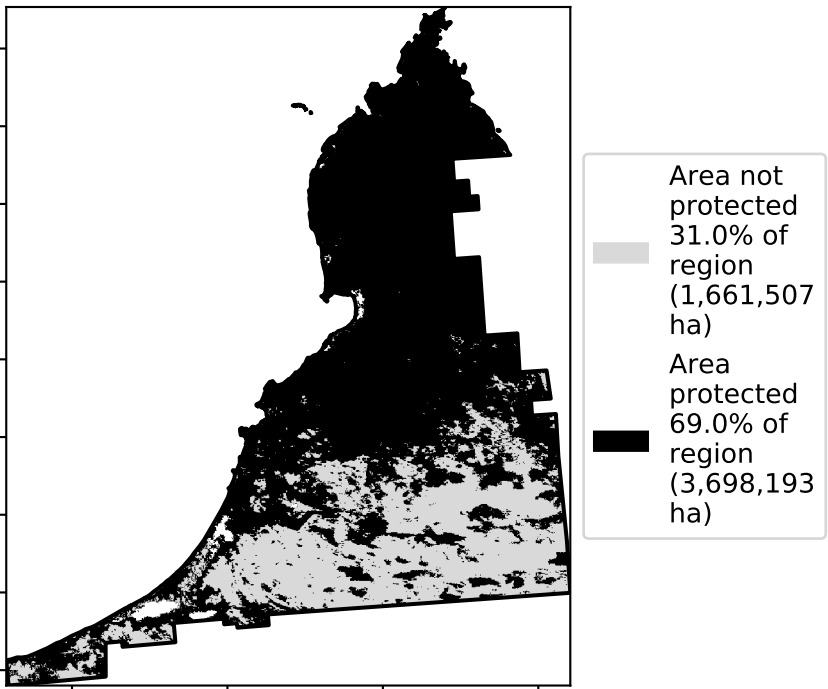 Area not
protected
31.0% of
region
(1,661,507
ha)
Area
protected
69.0% of
region
(3,698,193
ha)